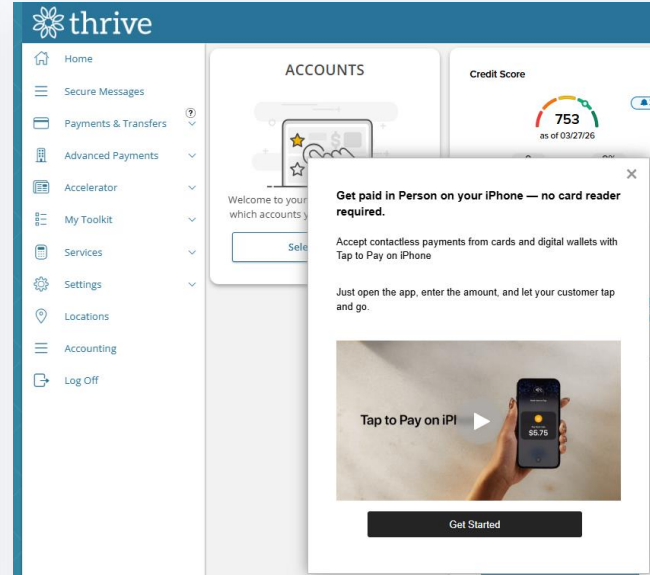 thrive
Home
Secure Messages
Payments & Transfers
?
Advanced Payments
Accelerator
My Toolkit
Services
Settings
Locations
Accounting
Log Off
ACCOUNTS
Welcome to your
which accounts
Sele
Credit Score
753
as of 03/27/26
×
Get paid in Person on your iPhone — no card reader
required.
Accept contactless payments from cards and digital wallets with
Tap to Pay on iPhone
Just open the app, enter the amount, and let your customer tap
and go.
Tap to Pay on iPl
$5.75
Get Started